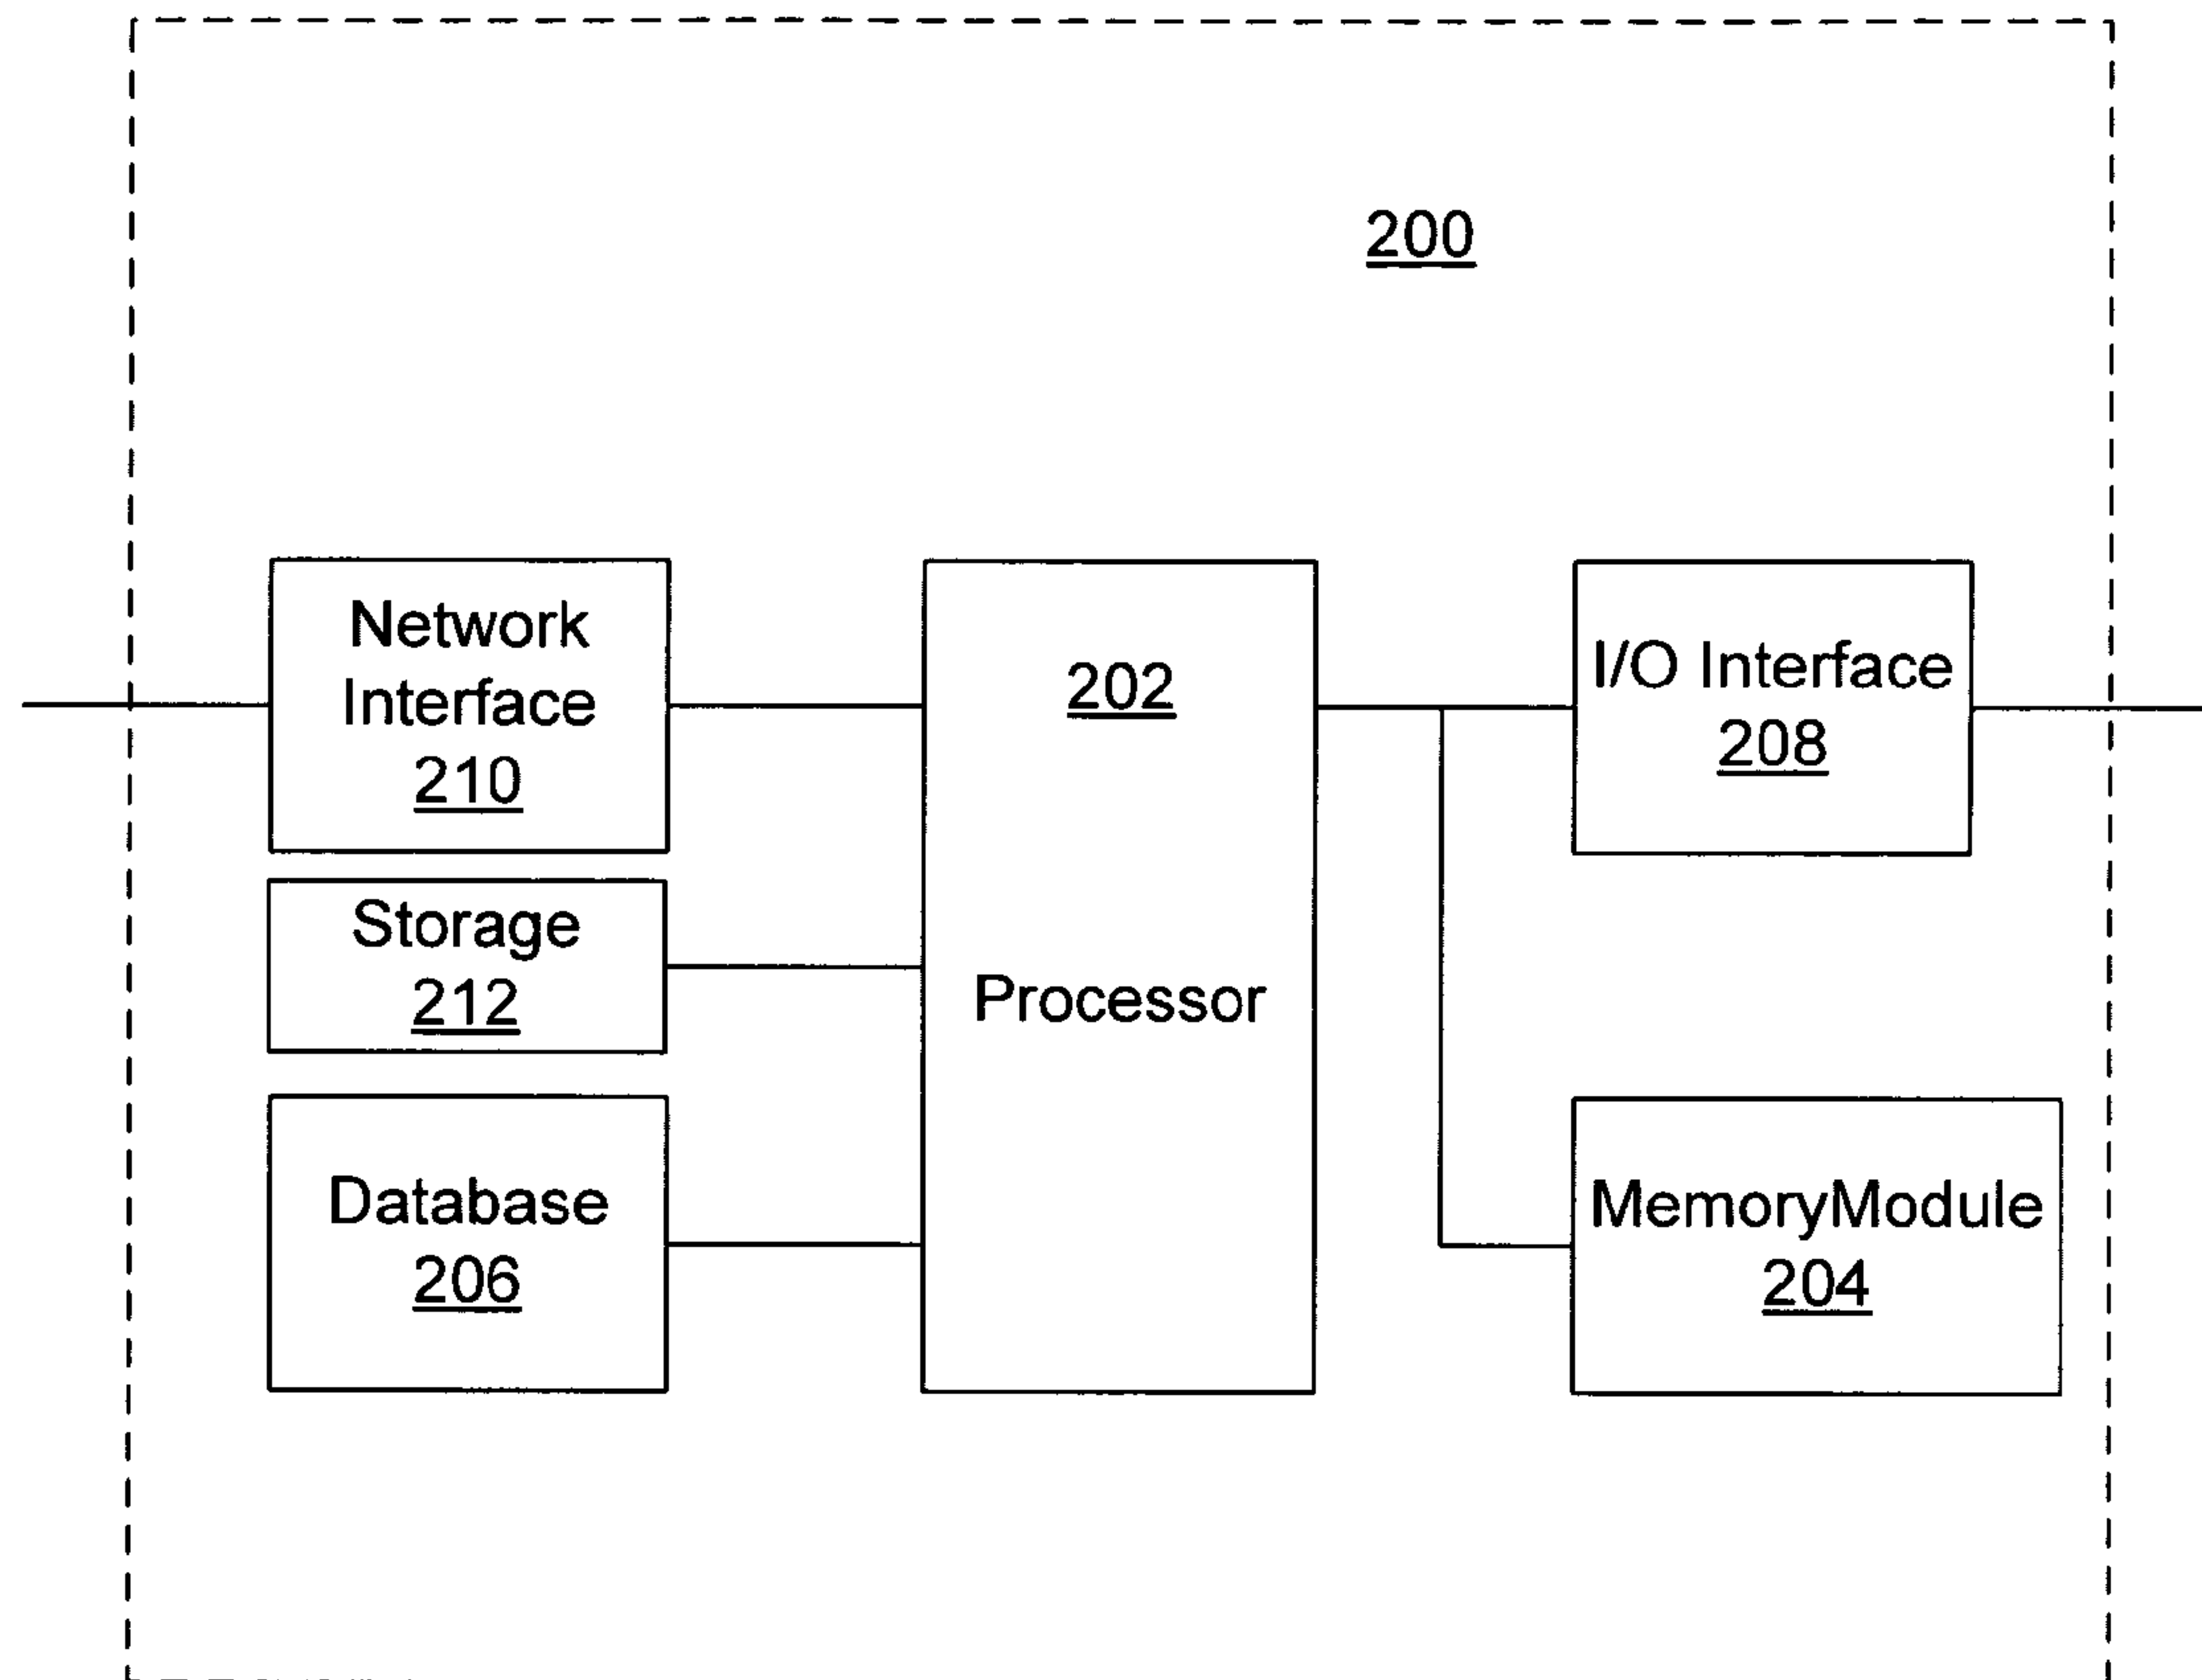 200
Network
Interface
210
202
Processor
I/O Interface
208
Storage
212
Database
206
MemoryModule
204